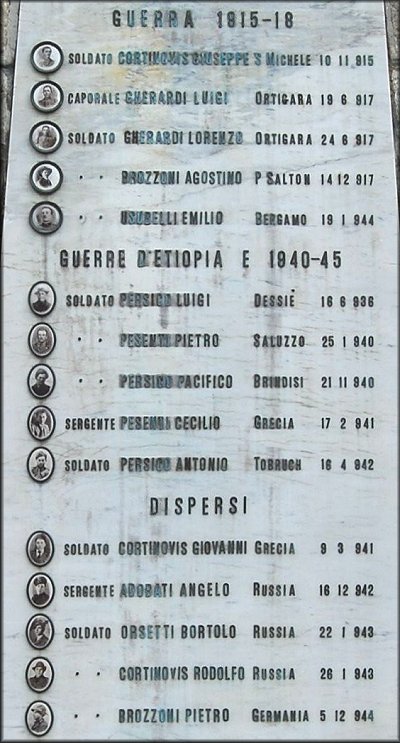 GUERRA 1915-18
SOLDATO CORTINOVIS GIUSEPPE S MICHELE 10 11 915
CAPORALE GHERARDI LUIGI ORTIGARA 19 6 917
SOLDATO GHERARDI LORENZO ORTIGARA 24 6 917
" " BROZZONI AGOSTINO P SALTON 14 12 917
" " USUBELLI EMILIO BERGAMO 19 1 944
GUERRE D'ETIOPIA E 1940-45
SOLDATO PERSICO LUIGI DESSIÈ 16 6 936
" " PESENTI PIETRO SALUZZO 25 1 940
" " PERSICO PACIFICO BRINDISI 21 11 940
SERGENTE PESENTI CECILIO GRECIA 17 2 941
SOLDATO PERSICO ANTONIO TOBRUCH 16 4 942
DISPERSI
SOLDATO CORTINOVIS GIOVANNI GRECIA 9 3 941
SERGENTE ADOBATI ANGELO RUSSIA 16 12 942
SOLDATO ORSETTI BORTOLO RUSSIA 22 1 943
" " CORTINOVIS RODOLFO RUSSIA 26 1 943
" " BROZZONI PIETRO GERMANIA 5 12 944